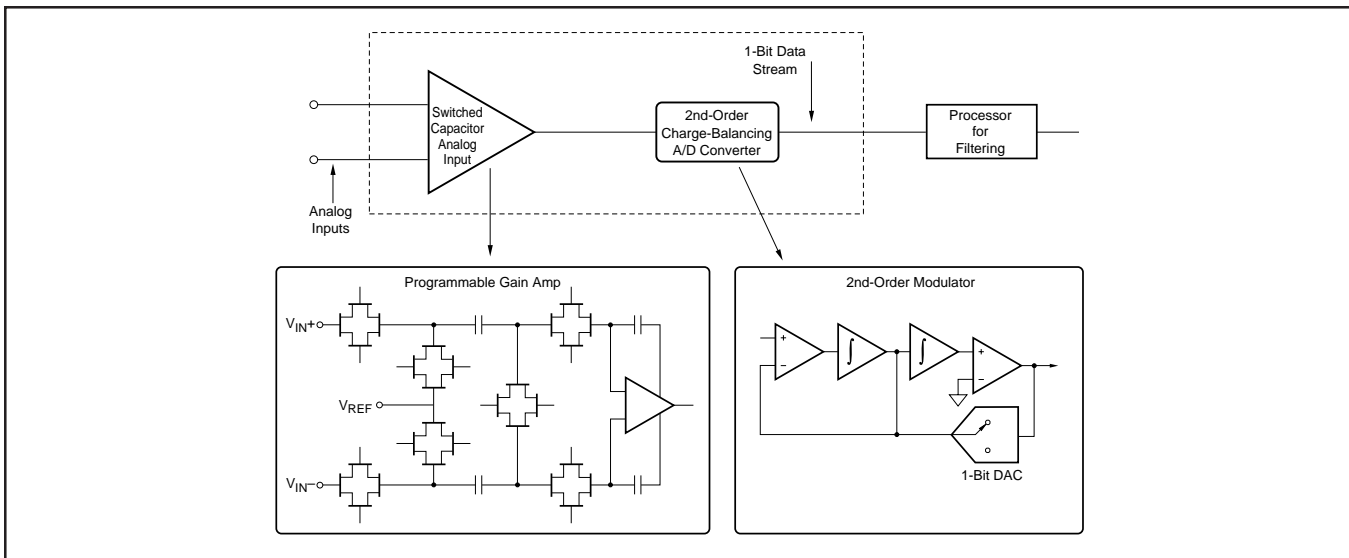 1-Bit Data
Stream
Switched
Capacitor
Analog
Input
2nd-Order
Charge-Balancing
A/D Converter
Processor
for
Filtering
Analog
Inputs
Programmable Gain Amp
VIN+
VREF
VIN–
2nd-Order Modulator
+
–
∫
∫
+
–
1-Bit DAC